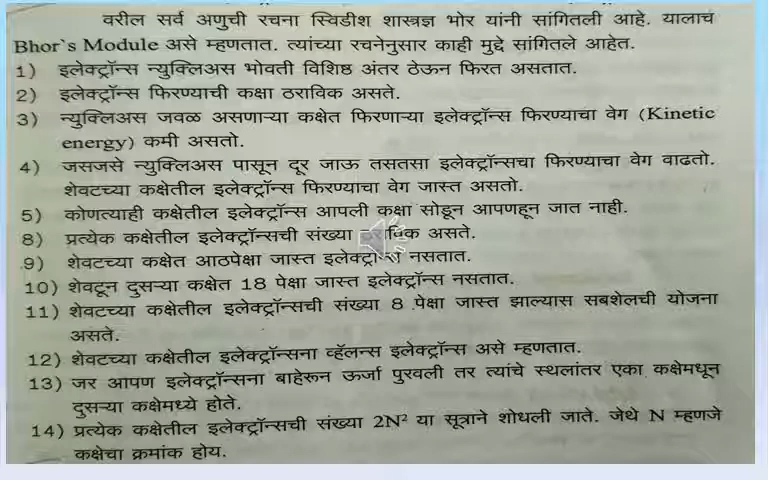 वरील सर्व अणुची रचना स्विडीश शास्त्रज्ञ भोर यांनी सांगितली आहे. यालाच
Bhor`s Module असे म्हणतात. त्यांच्या रचनेनुसार काही मुद्दे सांगितले आहेत.
1) इलेक्ट्रॉन्स न्युक्लिअस भोवती विशिष्ठ अंतर ठेऊन फिरत असतात.
2) इलेक्ट्रॉन्स फिरण्याची कक्षा ठराविक असते.
3) न्युक्लिअस जवळ असणाऱ्या कक्षेत फिरणाऱ्या इलेक्ट्रॉन्स फिरण्याचा वेग (Kinetic
energy) कमी असतो.
4) जसजसे न्युक्लिअस पासून दूर जाऊ तसतसा इलेक्ट्रॉन्सचा फिरण्याचा वेग वाढतो.
शेवटच्या कक्षेतील इलेक्ट्रॉन्स फिरण्याचा वेग जास्त असतो.
5) कोणत्याही कक्षेतील इलेक्ट्रॉन्स आपली कक्षा सोडून आपणहून जात नाही.
8) प्रत्येक कक्षेतील इलेक्ट्रॉन्सची संख्या ठराविक असते.
9) शेवटच्या कक्षेत आठपेक्षा जास्त इलेक्ट्रॉन्स नसतात.
10) शेवटून दुसऱ्या कक्षेत 18 पेक्षा जास्त इलेक्ट्रॉन्स नसतात.
11) शेवटच्या कक्षेतील इलेक्ट्रॉन्सची संख्या 8 पेक्षा जास्त झाल्यास सबशेलची योजना
असते.
12) शेवटच्या कक्षेतील इलेक्ट्रॉन्सना व्हॅलन्स इलेक्ट्रॉन्स असे म्हणतात.
13) जर आपण इलेक्ट्रॉन्सना बाहेरून ऊर्जा पुरवली तर त्यांचे स्थलांतर एका कक्षेमधून
दुसऱ्या कक्षेमध्ये होते.
14) प्रत्येक कक्षेतील इलेक्ट्रॉन्सची संख्या 2N² या सूत्राने शोधली जाते. जेथे N म्हणजे
कक्षेचा क्रमांक होय.